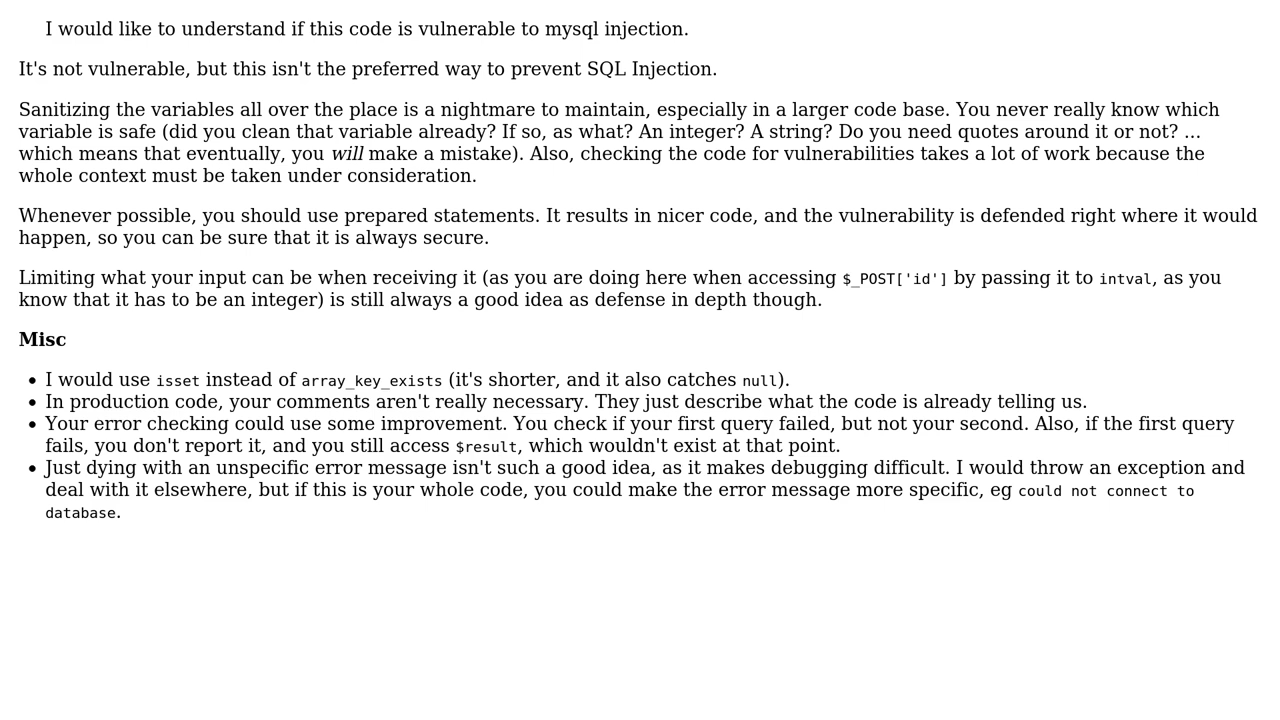 I would like to understand if this code is vulnerable to mysql injection.
It's not vulnerable, but this isn't the preferred way to prevent SQL Injection.
Sanitizing the variables all over the place is a nightmare to maintain, especially in a larger code base. You never really know which
variable is safe (did you clean that variable already? If so, as what? An integer? A string? Do you need quotes around it or not? ...
which means that eventually, you will make a mistake). Also, checking the code for vulnerabilities takes a lot of work because the
whole context must be taken under consideration.
Whenever possible, you should use prepared statements. It results in nicer code, and the vulnerability is defended right where it would
happen, so you can be sure that it is always secure.
Limiting what your input can be when receiving it (as you are doing here when accessing $_POST['id'] by passing it to intval, as you
know that it has to be an integer) is still always a good idea as defense in depth though.
Misc
• I would use isset instead of array_key_exists (it's shorter, and it also catches null).
• In production code, your comments aren't really necessary. They just describe what the code is already telling us.
• Your error checking could use some improvement. You check if your first query failed, but not your second. Also, if the first query
fails, you don't report it, and you still access $result, which wouldn't exist at that point.
• Just dying with an unspecific error message isn't such a good idea, as it makes debugging difficult. I would throw an exception and
deal with it elsewhere, but if this is your whole code, you could make the error message more specific, eg could not connect to
database.